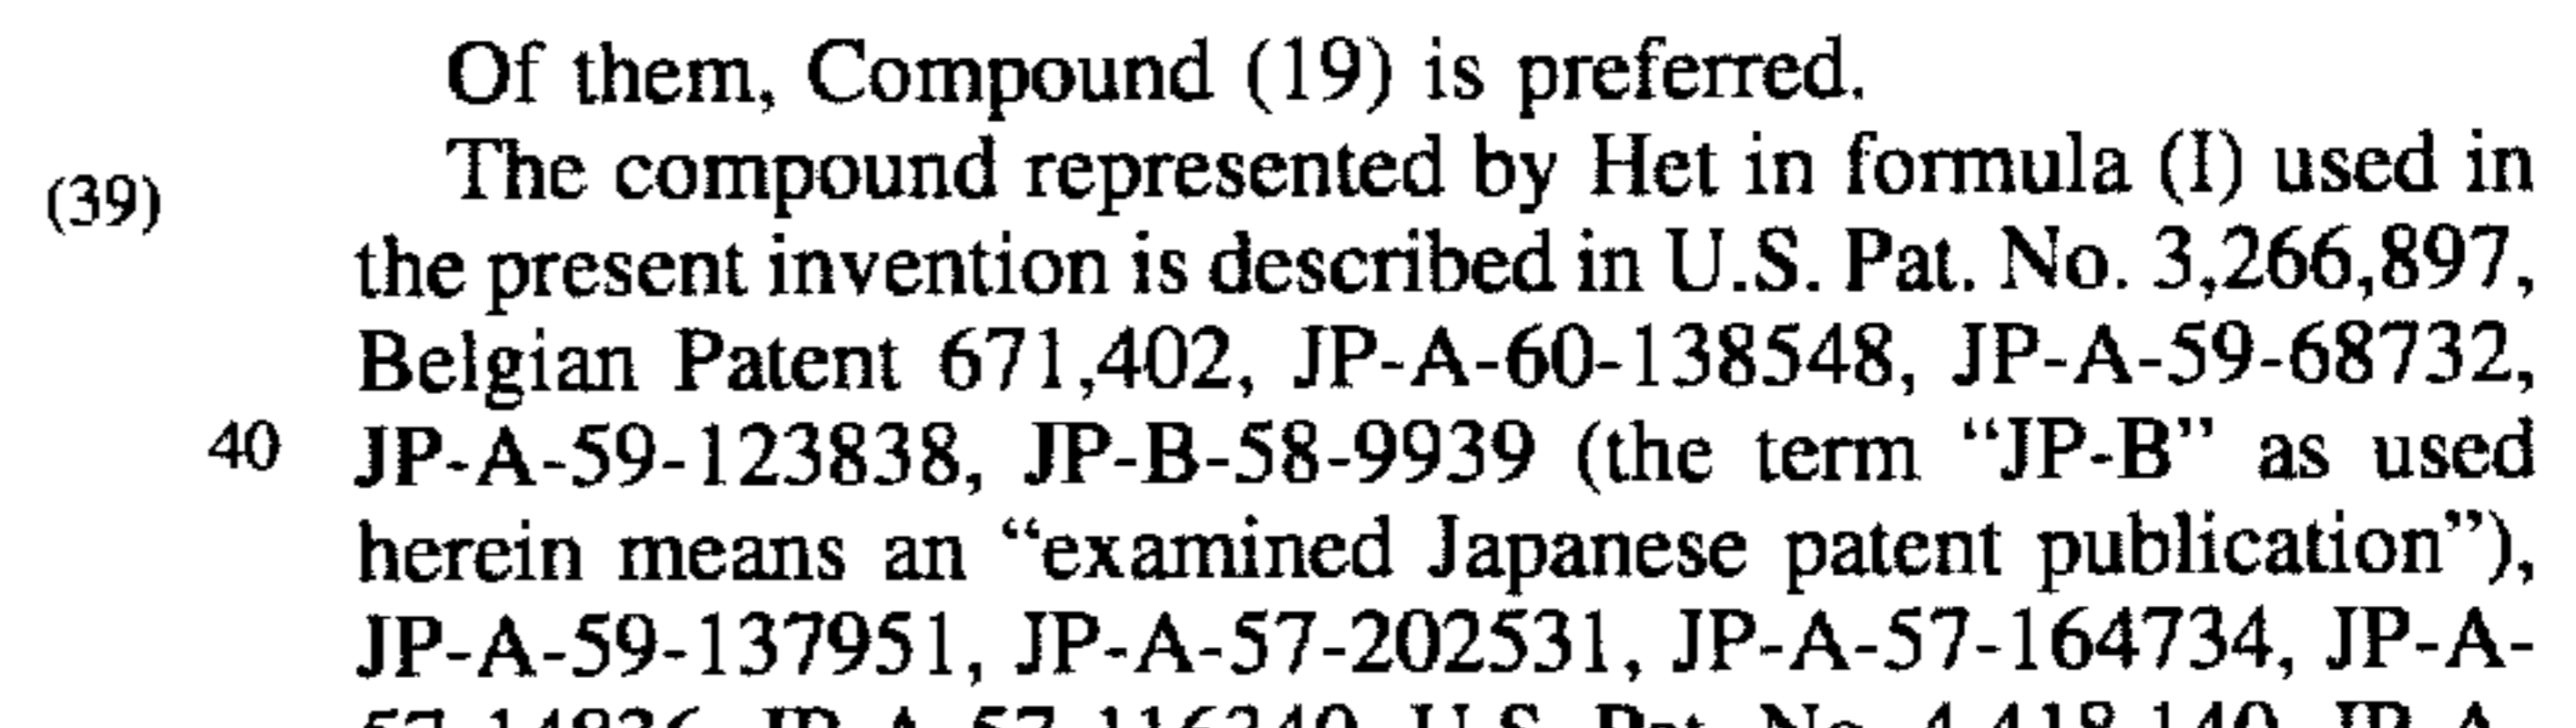 Of them, Compound (19) is preferred.
(39)
The compound represented by Het in formula (I) used in
the present invention is described in U.S. Pat. No. 3,266,897,
Belgian Patent 671,402, JP-A-60-138548, JP-A-59-68732,
40 JP-A-59-123838, JP-B-58-9939 (the term “JP-B” as used
herein means an “examined Japanese patent publication”),
JP-A-59-137951, JP-A-57-202531, JP-A-57-164734, JP-A-